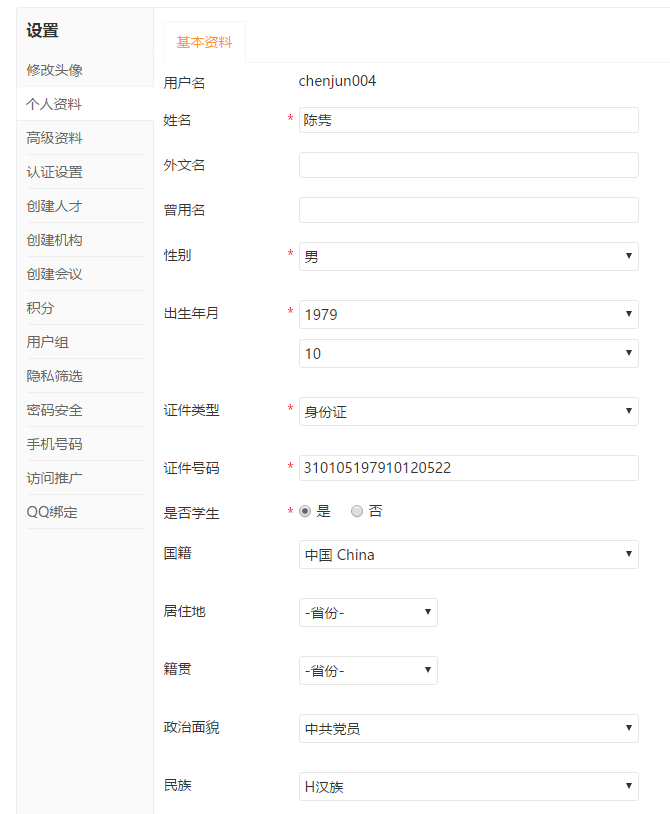 设置
修改头像
个人资料
高级资料
认证设置
创建人才
创建机构
创建会议
积分
用户组
隐私筛选
密码安全
手机号码
访问推广
QQ绑定
基本资料
用户名 chenjun004
姓名 * 陈隽
外文名
曾用名
性别 * 男
出生年月 * 1979
10
证件类型 * 身份证
证件号码 * 310105197910120522
是否学生 * 是 否
国籍 中国 China
居住地 -省份-
籍贯 -省份-
政治面貌 中共党员
民族 H汉族